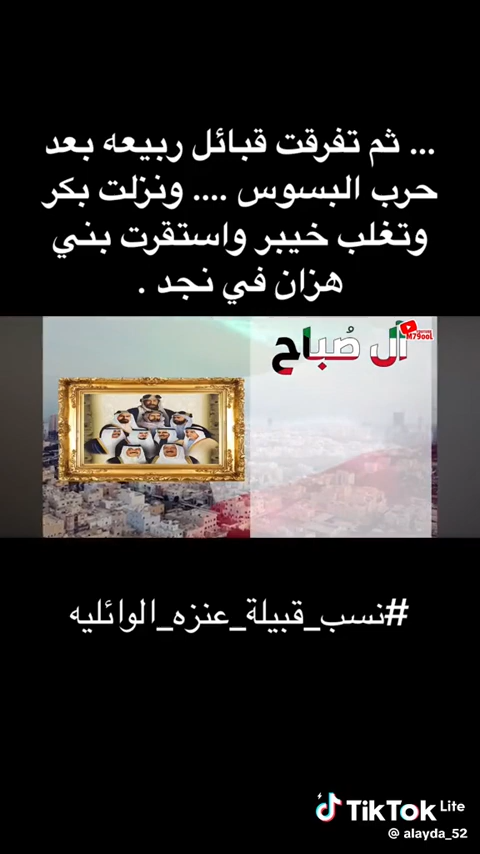 ... ثم تفرقت قبائل ربيعه بعد
حرب البسوس .... ونزلت بكر
وتغلب خيبر واستقرت بني
هزان في نجد .
آل صُباح
M79ooL
#نسب_قبيلة_عنزه_الوائليه
TikTok Lite
@ alayda_52